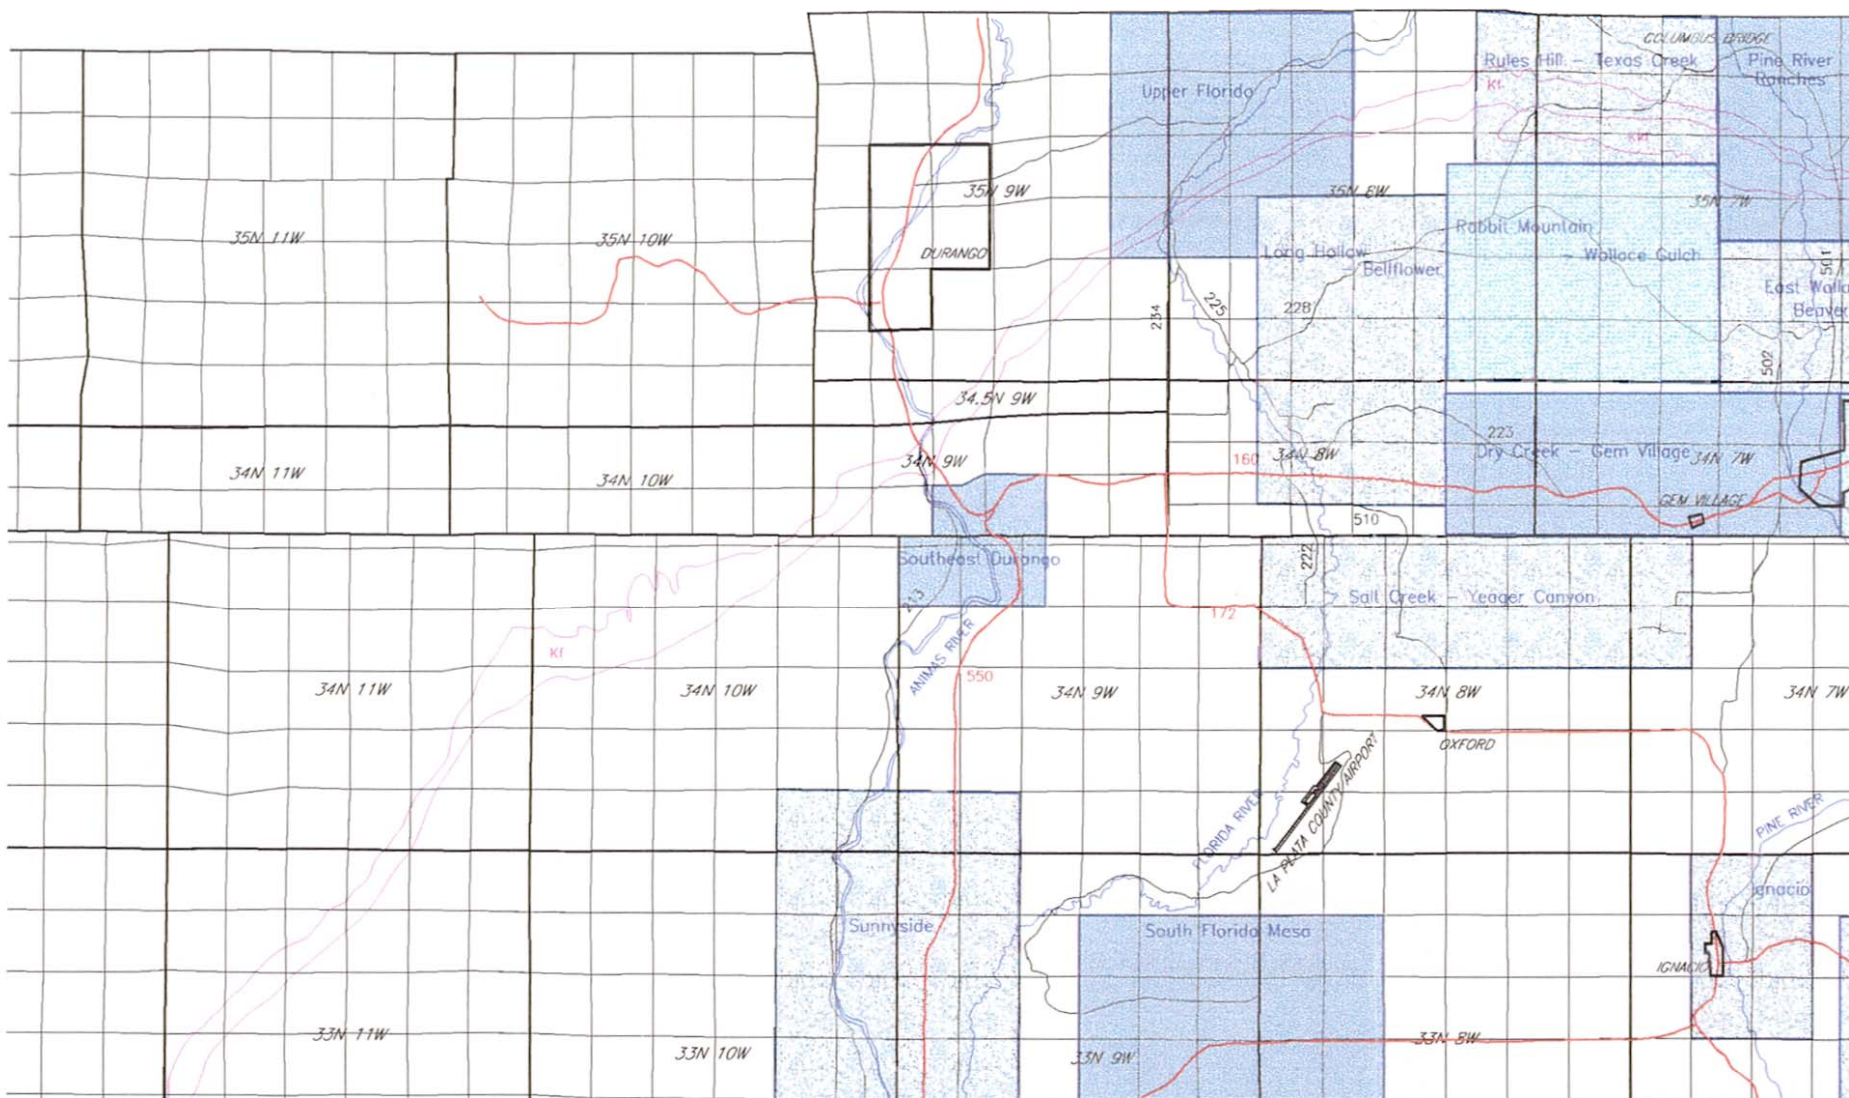 COLUMBUS BRIDGE
Rules Hill - Texas Creek
Pine River
Ranches
Upper Florida
Kf
Kkf
35N 9W
35N 8W
35N 7W
35N 11W
35N 10W
DURANGO
Rabbit Mountain
- Wallace Gulch
Long Hollow
- Bellflower
501
East Walla
Beaver
234
225
228
502
34.5N 9W
223
34N 11W
34N 10W
34N 9W
160
34N 8W
Dry Creek - Gem Village
34N 7W
GEM VILLAGE
510
222
Southeast Durango
213
Salt Creek - Yeager Canyon
172
Kf
ANIMAS RIVER
550
34N 11W
34N 10W
34N 9W
34N 8W
34N 7W
OXFORD
LA PLATA COUNTY AIRPORT
FLORIDA RIVER
PINE RIVER
Ignacio
Sunnyside
South Florida Mesa
IGNACIO
33N 11W
33N 10W
33N 9W
33N 8W